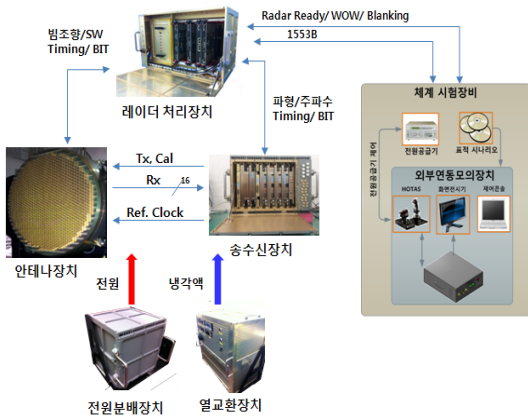 빔조향/SW
Timing/ BIT
Radar Ready/ WOW/ Blanking
1553B
레이더 처리장치
파형/주파수
Timing/ BIT
체계 시험장비
전원공급기
표적 시나리오
전원공급기 제어
외부연동모의장치
HOTAS
화면전시기
제어콘솔
Tx, Cal
Rx
16
Ref. Clock
안테나장치
송수신장치
전원
냉각액
전원분배장치
열교환장치